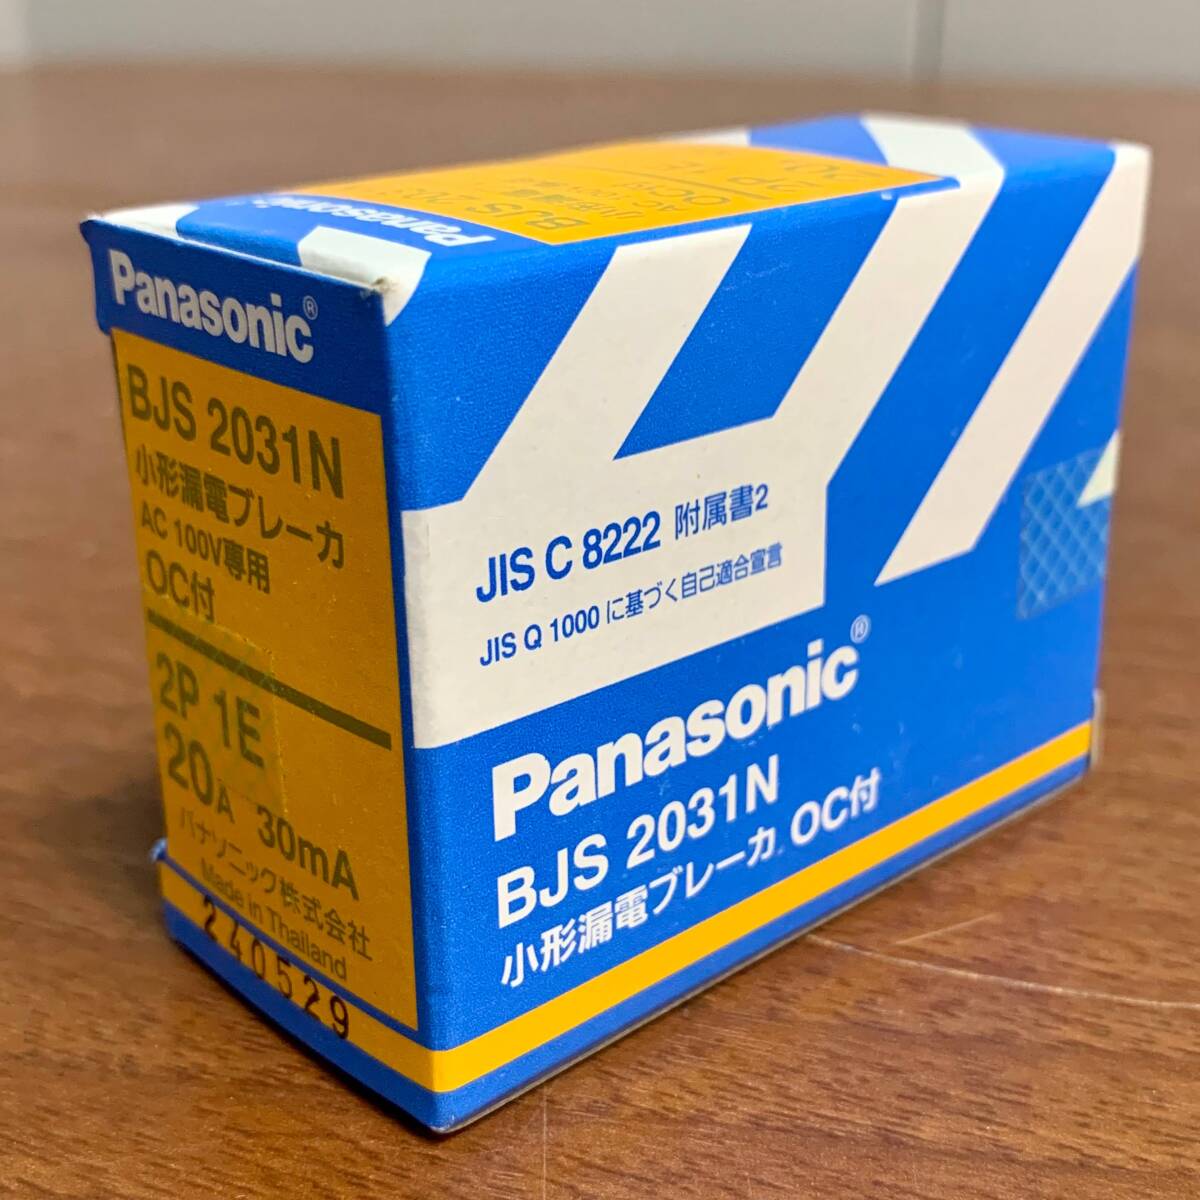 Panasonic
BJS-20
Panasonic®
BJS 2031N
小形漏電ブレーカ
AC 100V専用
OC付
2P 1E
20A 30mA
パナソニック株式会社
Made in Thailand
240529
JIS C 8222 附属書2
JIS Q 1000 に基づく自己適合宣言
Panasonic®
BJS 2031N
小形漏電ブレーカ OC付